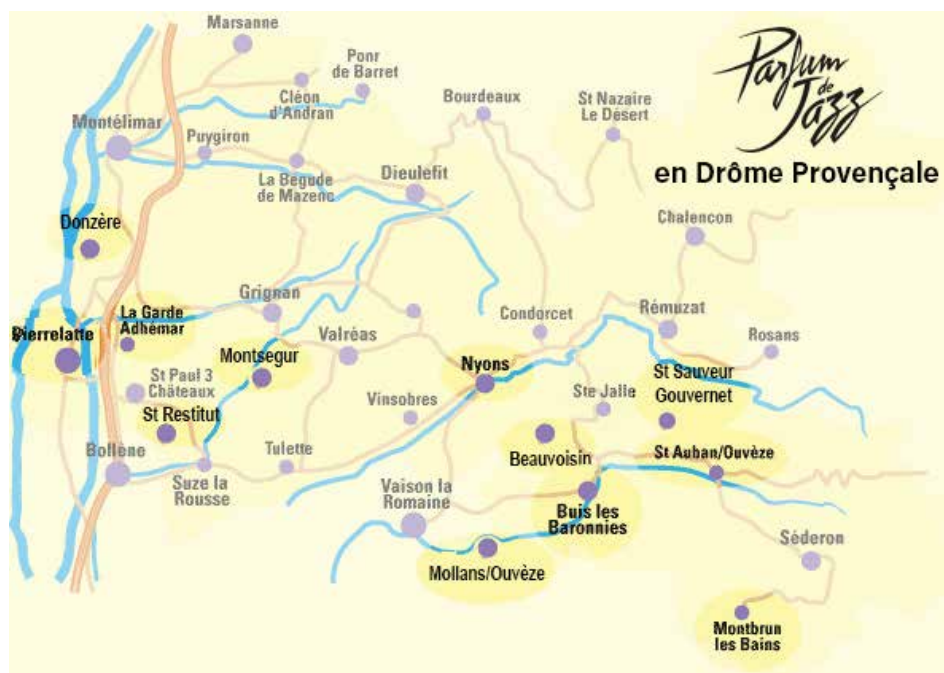 Marsanne
Ponr
de Barret
Cléon
d'Andran
Bourdeaux
St Nazaire
Le Désert
Parfum
de
Jazz
en Drôme Provençale
Montélimar
Puygiron
La Bégude
de Mazenc
Dieulefit
Chalencon
Donzère
Grignan
La Garde
Adhémar
Pierrelatte
Valréas
Condorcet
Rémuzat
Rosans
Montsegur
Nyons
St Sauveur
Gouvernet
St Paul 3
Châteaux
St Restitut
Vinsobres
Ste Jalle
Bollène
Tulette
Beauvoisin
St Auban/Ouvèze
Suze la
Rousse
Vaison la
Romaine
Buis les
Baronnies
Séderon
Mollans/Ouvèze
Montbrun
les Bains